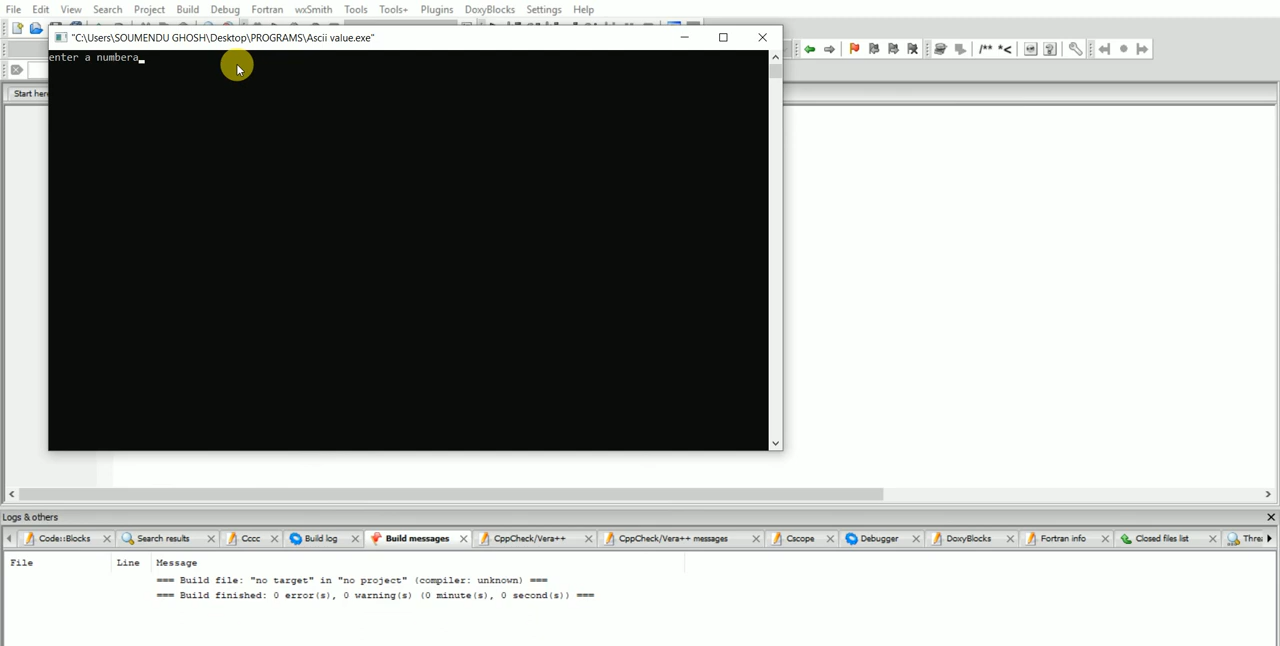 File Edit View Search Project Build Debug Fortran wxSmith Tools Tools+ Plugins DoxyBlocks Settings Help
"C:\Users\SOUMENDU GHOSH\Desktop\PROGRAMS\Ascii value.exe"
enter a numbera
/** *<
Start here
Logs & others
Code::Blocks Search results Cccc Build log Build messages CppCheck/Vera++ CppCheck/Vera++ messages Cscope Debugger DoxyBlocks Fortran info Closed files list
File Line Message
=== Build file: "no target" in "no project" (compiler: unknown) ===
=== Build finished: 0 error(s), 0 warning(s) (0 minute(s), 0 second(s)) ===